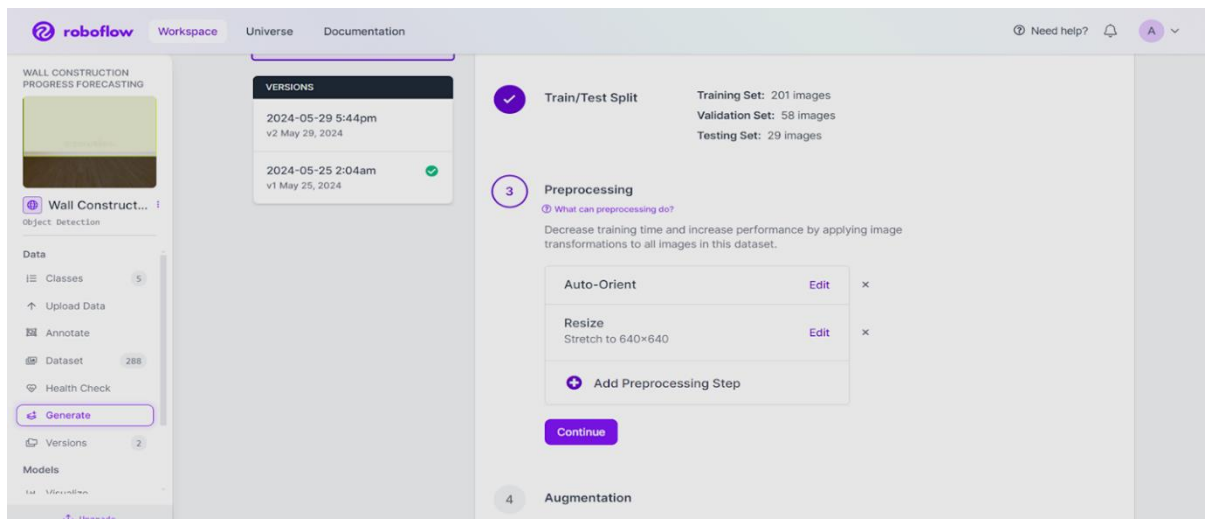 roboflow Workspace Universe Documentation Need help? A
WALL CONSTRUCTION
PROGRESS FORECASTING
Wall Construct...
Object Detection
Data
Classes 5
Upload Data
Annotate
Dataset 288
Health Check
Generate
Versions 2
Models
Visualize
Upgrade
VERSIONS
2024-05-29 5:44pm
v2 May 29, 2024
2024-05-25 2:04am
v1 May 25, 2024
Train/Test Split
Training Set: 201 images
Validation Set: 58 images
Testing Set: 29 images
3 Preprocessing
What can preprocessing do?
Decrease training time and increase performance by applying image
transformations to all images in this dataset.
Auto-Orient Edit ×
Resize
Stretch to 640×640 Edit ×
Add Preprocessing Step
Continue
4 Augmentation